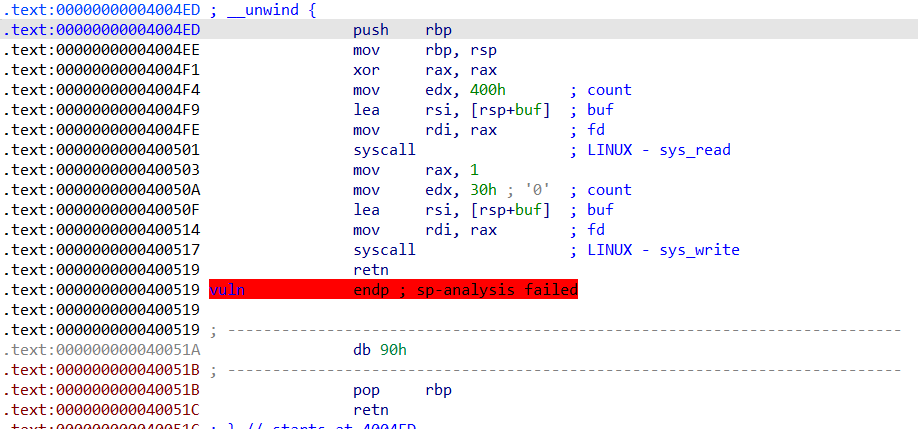 .text:00000000004004ED ; __unwind {
.text:00000000004004ED push rbp
.text:00000000004004EE mov rbp, rsp
.text:00000000004004F1 xor rax, rax
.text:00000000004004F4 mov edx, 400h ; count
.text:00000000004004F9 lea rsi, [rsp+buf] ; buf
.text:00000000004004FE mov rdi, rax ; fd
.text:0000000000400501 syscall ; LINUX - sys_read
.text:0000000000400503 mov rax, 1
.text:000000000040050A mov edx, 30h ; '0' ; count
.text:000000000040050F lea rsi, [rsp+buf] ; buf
.text:0000000000400514 mov rdi, rax ; fd
.text:0000000000400517 syscall ; LINUX - sys_write
.text:0000000000400519 retn
.text:0000000000400519 vuln endp ; sp-analysis failed
.text:0000000000400519
.text:0000000000400519 ; ---------------------------------------------------------------------------
.text:000000000040051A db 90h
.text:000000000040051B ; ---------------------------------------------------------------------------
.text:000000000040051B pop rbp
.text:000000000040051C retn
.text:000000000040051C ; } // starts at 4004ED